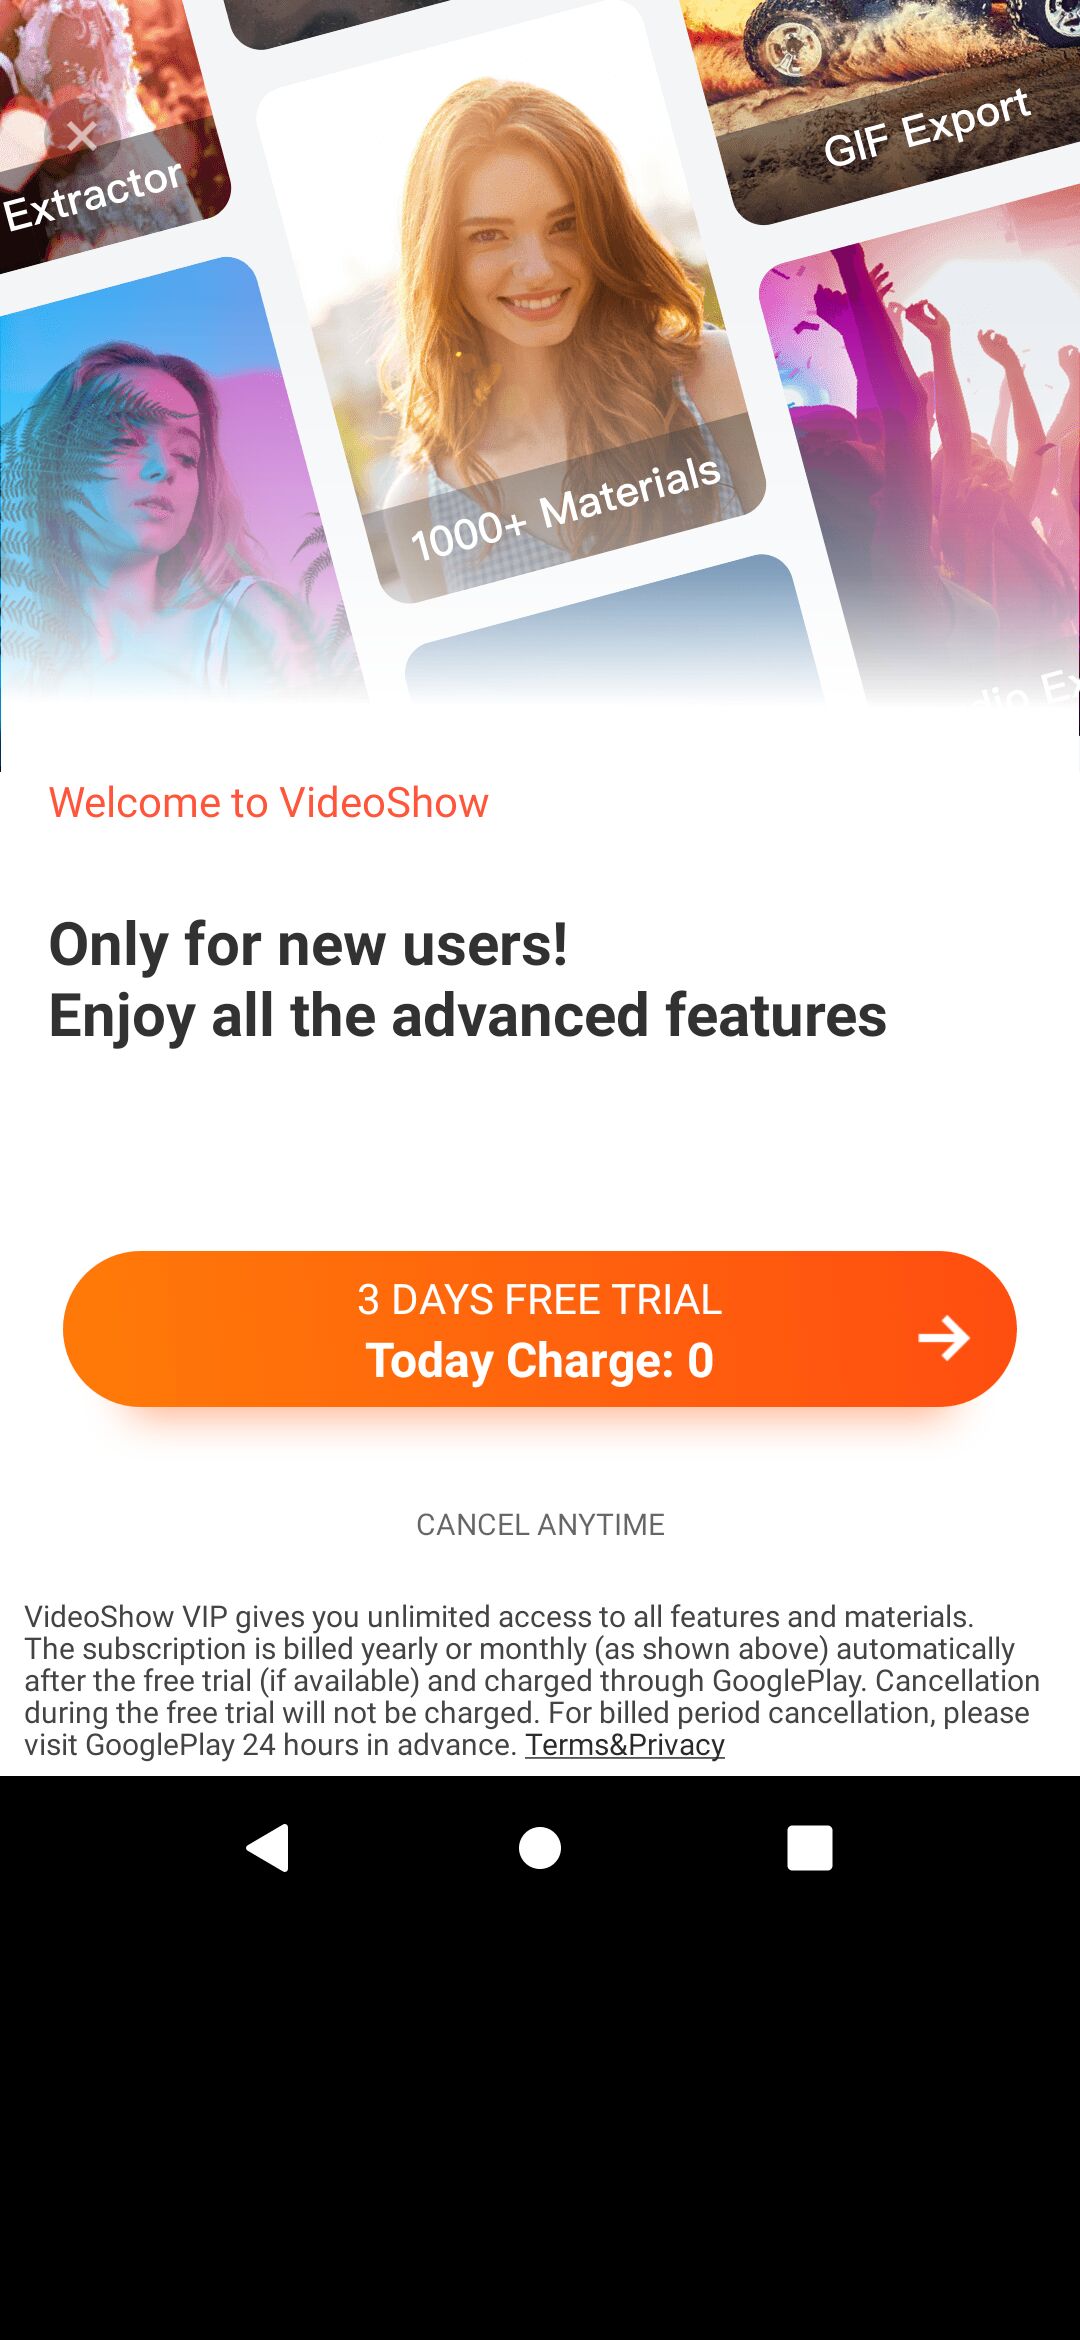 GIF Export
Extractor
1000+ Materials
Welcome to VideoShow
Only for new users!
Enjoy all the advanced features
3 DAYS FREE TRIAL
Today Charge: 0
CANCEL ANYTIME
VideoShow VIP gives you unlimited access to all features and materials.
The subscription is billed yearly or monthly (as shown above) automatically
after the free trial (if available) and charged through GooglePlay. Cancellation
during the free trial will not be charged. For billed period cancellation, please
visit GooglePlay 24 hours in advance. Terms&Privacy